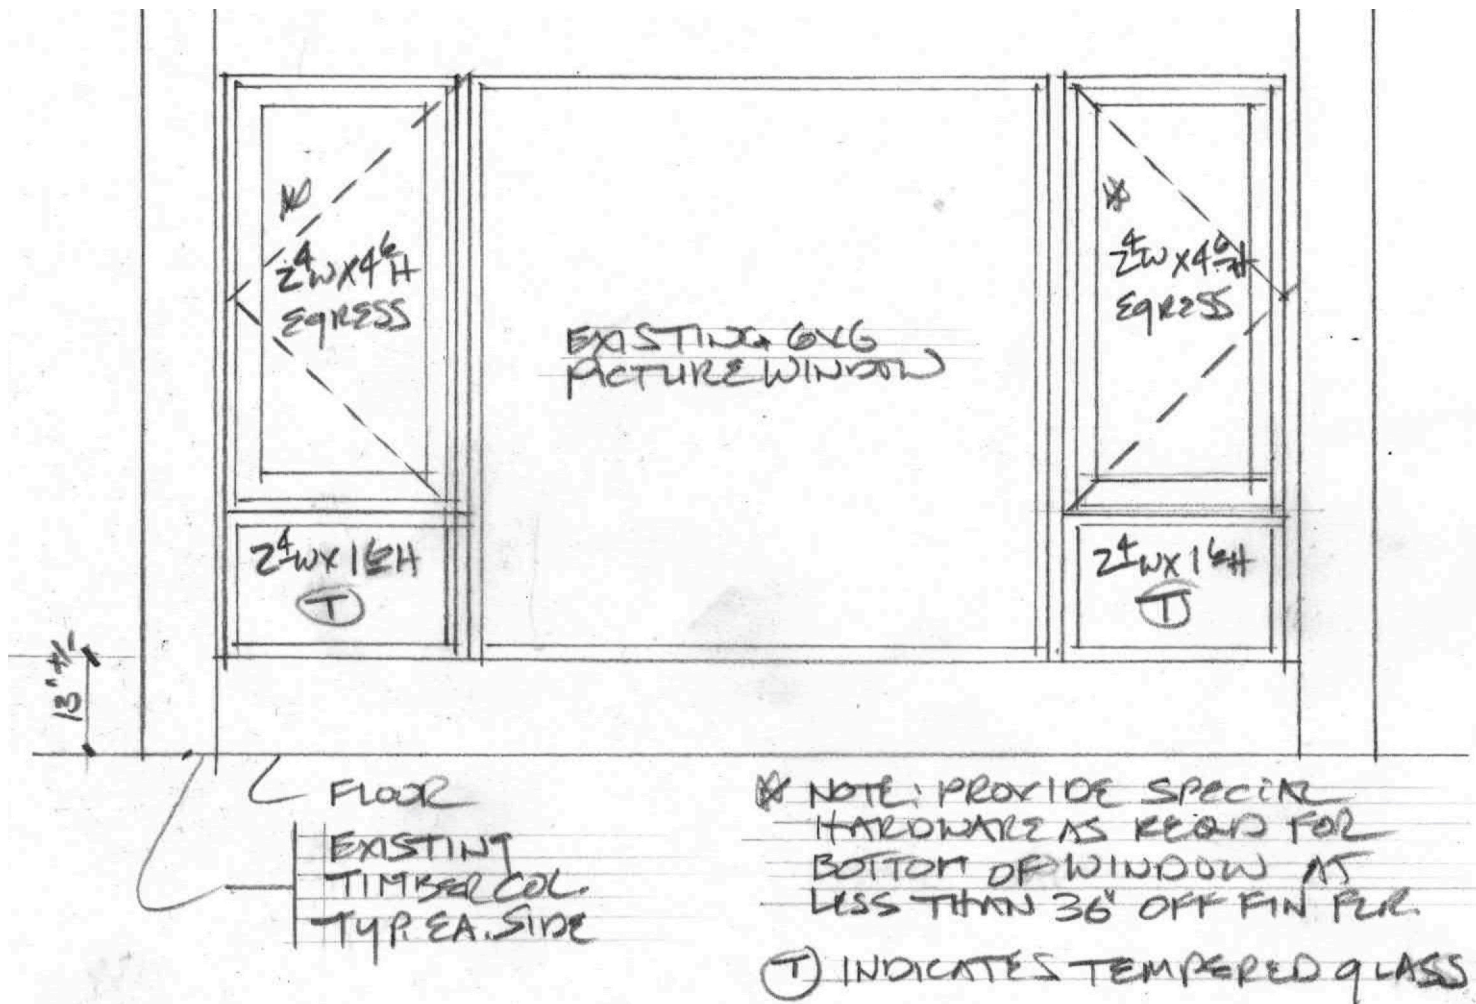 2⁴W X 4⁶H
EGRESS
2⁴W X 4⁶H
EGRESS
EXISTING 6X6
PICTURE WINDOW
2⁴W X 1⁶H
T
2⁴W X 1⁶H
T
13" +/-
FLOOR
EXISTING
TIMBER COL.
TYP. EA. SIDE
* NOTE: PROVIDE SPECIAL
HARDWARE AS REQD FOR
BOTTOM OF WINDOW AT
LESS THAN 36" OFF FIN FLR.
(T) INDICATES TEMPERED GLASS